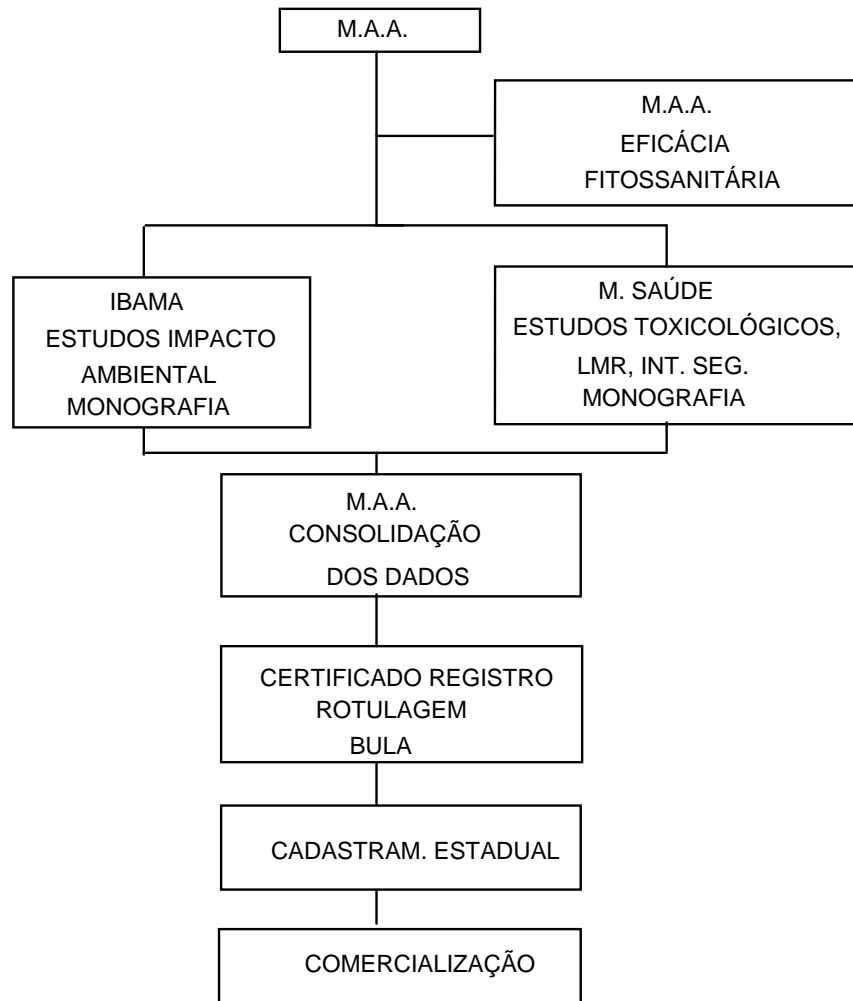 M.A.A.
M.A.A.
EFICÁCIA
FITOSSANITÁRIA
IBAMA
ESTUDOS IMPACTO
AMBIENTAL
MONOGRAFIA
M. SAÚDE
ESTUDOS TOXICOLÓGICOS,
LMR, INT. SEG.
MONOGRAFIA
M.A.A.
CONSOLIDAÇÃO
DOS DADOS
CERTIFICADO REGISTRO
ROTULAGEM
BULA
CADASTRAM. ESTADUAL
COMERCIALIZAÇÃO